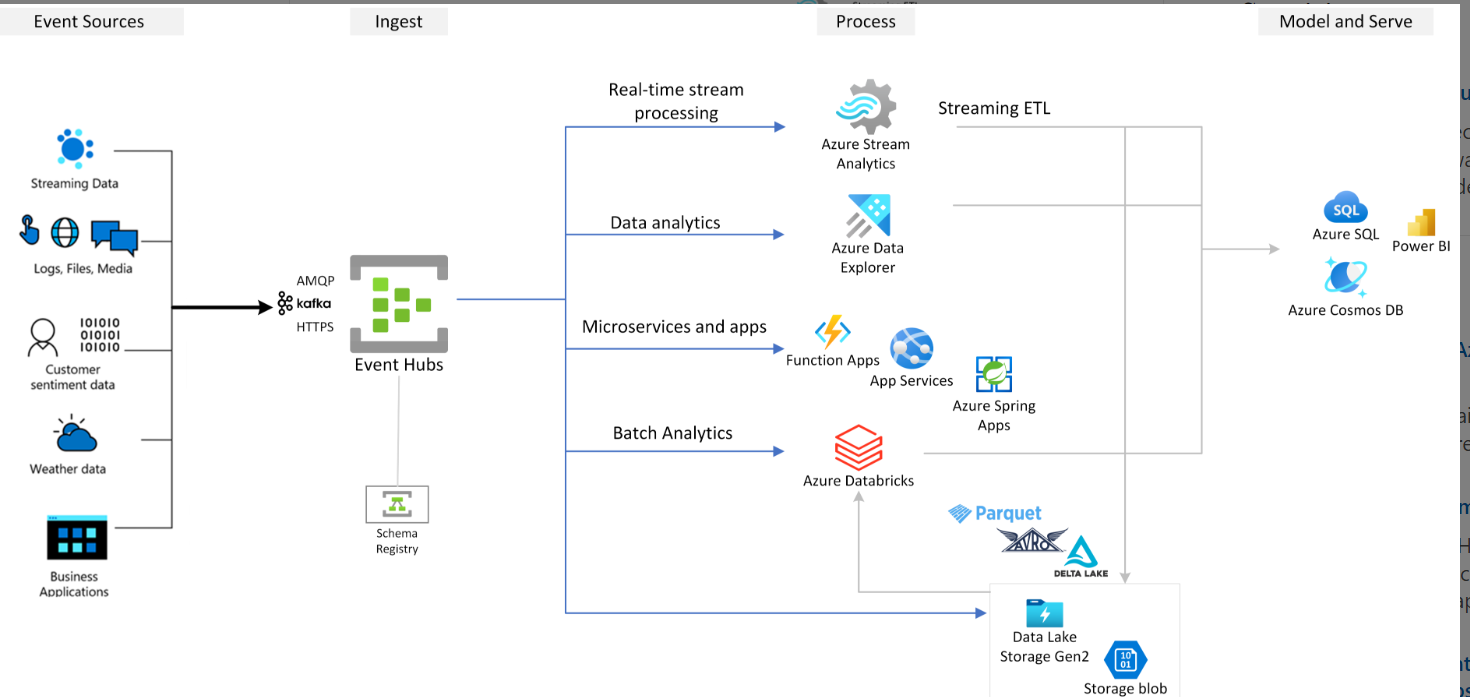 Event Sources
Ingest
Process
Model and Serve
Streaming Data
Logs, Files, Media
101010
010101
101010
Customer
sentiment data
Weather data
Business
Applications
AMQP
kafka
HTTPS
Event Hubs
Schema
Registry
Real-time stream
processing
Data analytics
Microservices and apps
Batch Analytics
Azure Stream
Analytics
Streaming ETL
Azure Data
Explorer
Function Apps
App Services
Azure Spring
Apps
Azure Databricks
Parquet
AVRO
DELTA LAKE
Data Lake
Storage Gen2
10
01
Storage blob
SQL
Azure SQL
Power BI
Azure Cosmos DB